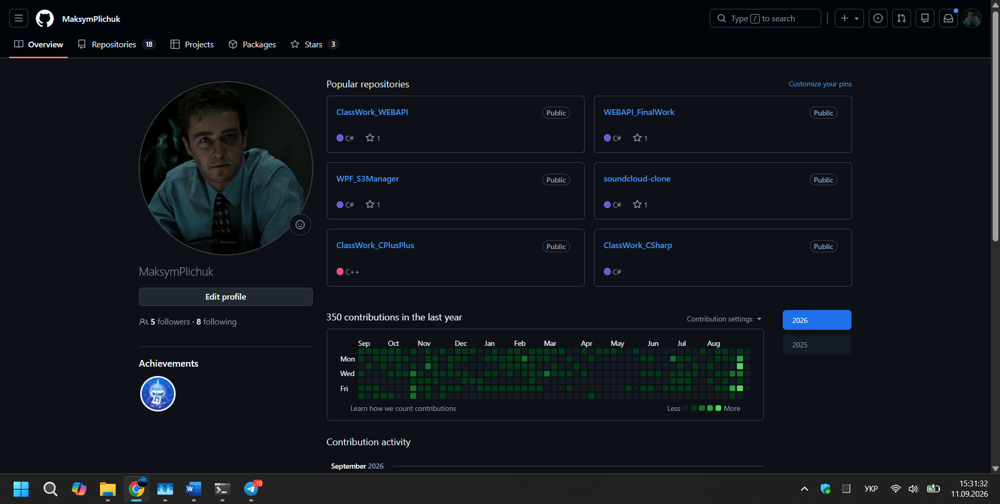 MaksymPlichuk
Type / to search
Overview
Repositories 18
Projects
Packages
Stars 3
Popular repositories
Customize your pins
ClassWork_WEBAPI
Public
C# 1
WEBAPI_FinalWork
Public
C# 1
WPF_S3Manager
Public
C# 1
soundcloud-clone
Public
C# 1
ClassWork_CPlusPlus
Public
C++
ClassWork_CSharp
Public
C#
MaksymPlichuk
Edit profile
5 followers · 8 following
Achievements
350 contributions in the last year
Contribution settings
2026
2025
Sep Oct Nov Dec Jan Feb Mar Apr May Jun Jul Aug
Mon
Wed
Fri
Learn how we count contributions
Less More
Contribution activity
September 2026
10
УКР
15:31:32
11.09.2026